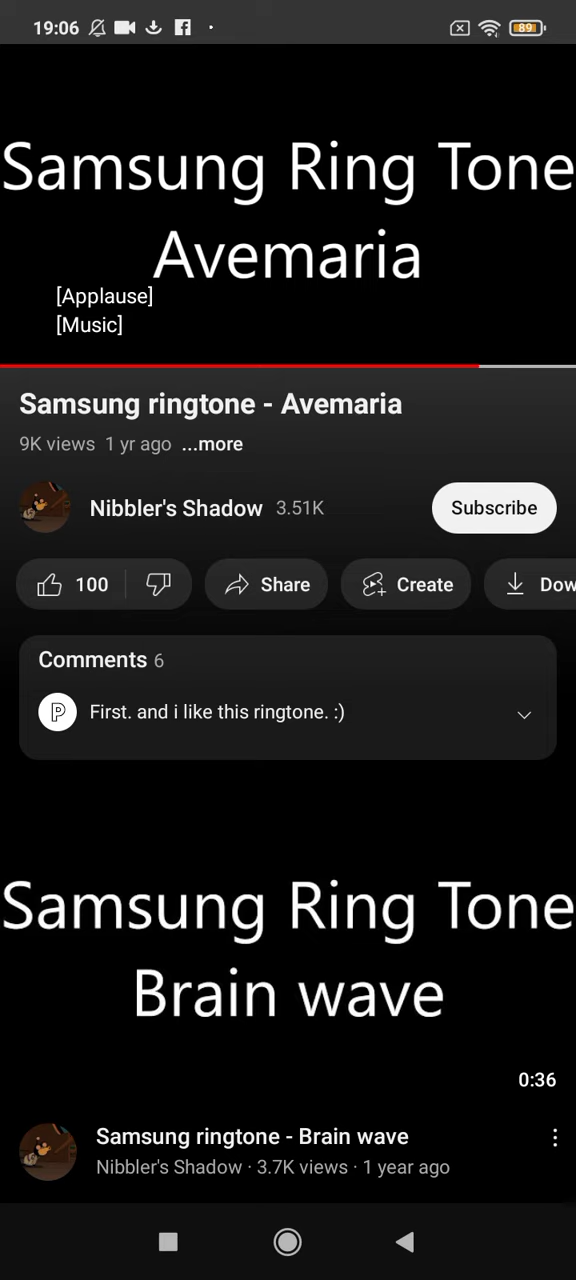 19:06
89
Samsung Ring Tone
Avemaria
[Applause]
[Music]
Samsung ringtone - Avemaria
9K views 1 yr ago ...more
Nibbler's Shadow 3.51K
Subscribe
100
Share
Create
Dow
Comments 6
P
First. and i like this ringtone. :)
Samsung Ring Tone
Brain wave
0:36
Samsung ringtone - Brain wave
Nibbler's Shadow · 3.7K views · 1 year ago